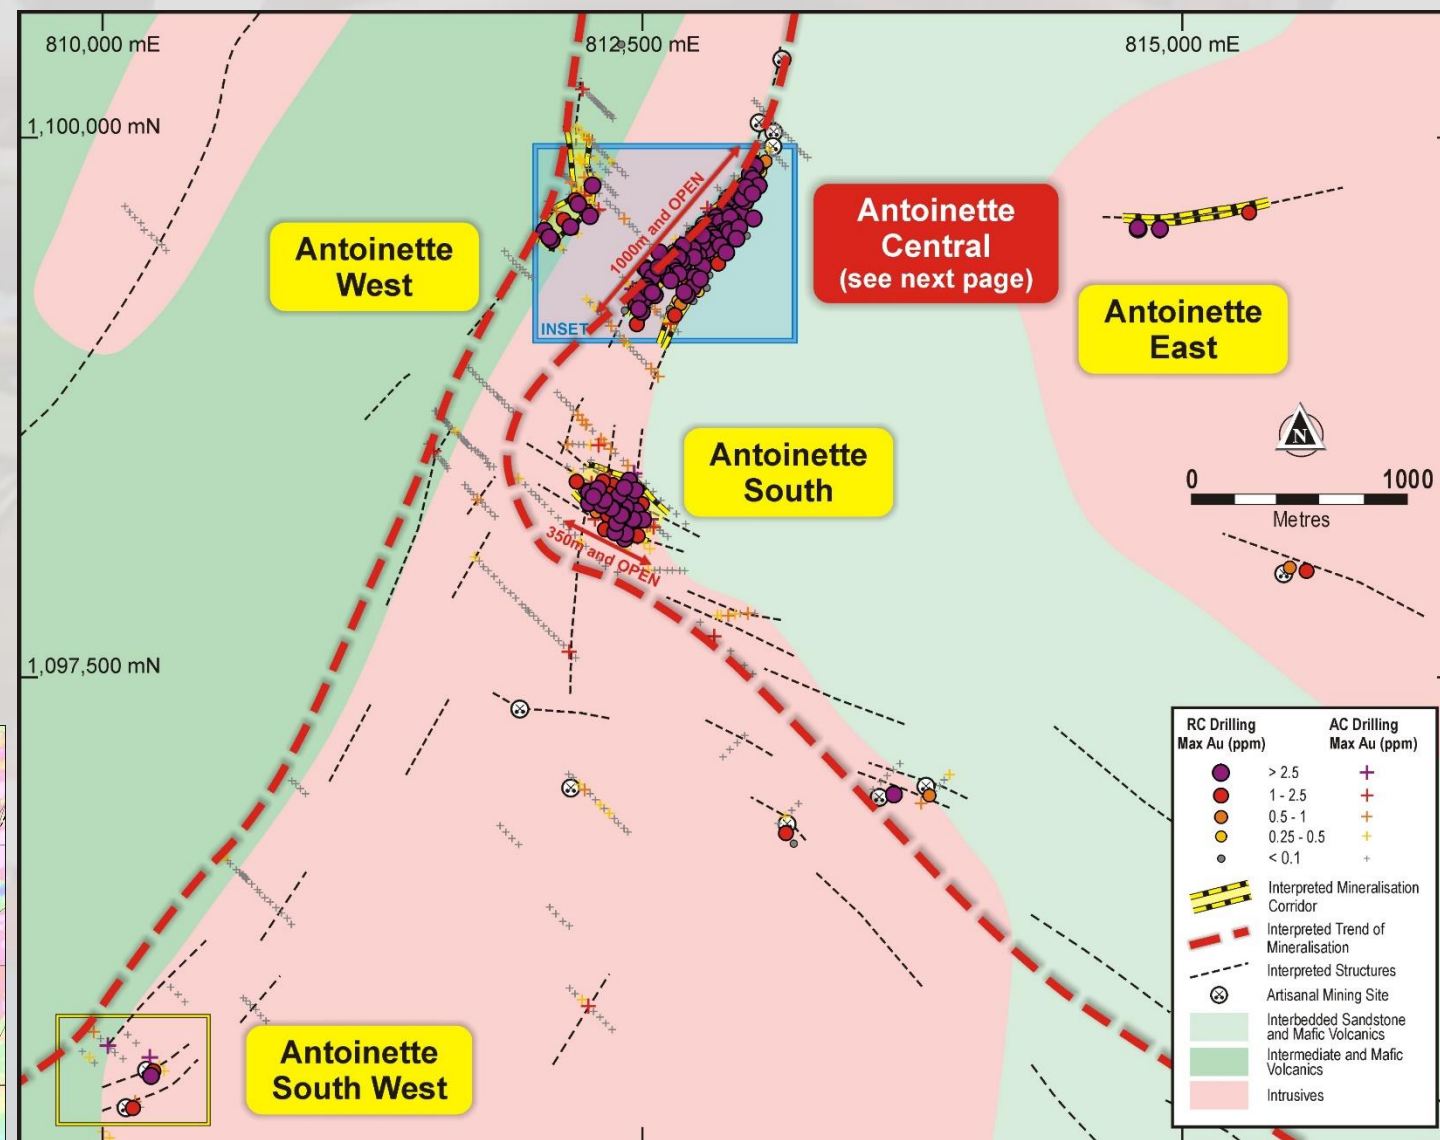 810,000 mE
812,500 mE
815,000 mE
1,100,000 mN
1000m and OPEN
INSET
Antoinette
West
Antoinette
Central
(see next page)
Antoinette
East
N
0 1000
Metres
Antoinette
South
350m and OPEN
1,097,500 mN
RC Drilling
Max Au (ppm)
AC Drilling
Max Au (ppm)
> 2.5
1 - 2.5
0.5 - 1
0.25 - 0.5
< 0.1
Interpreted Mineralisation
Corridor
Interpreted Trend of
Mineralisation
Interpreted Structures
Artisanal Mining Site
Interbedded Sandstone
and Mafic Volcanics
Intermediate and Mafic
Volcanics
Intrusives
Antoinette
South West